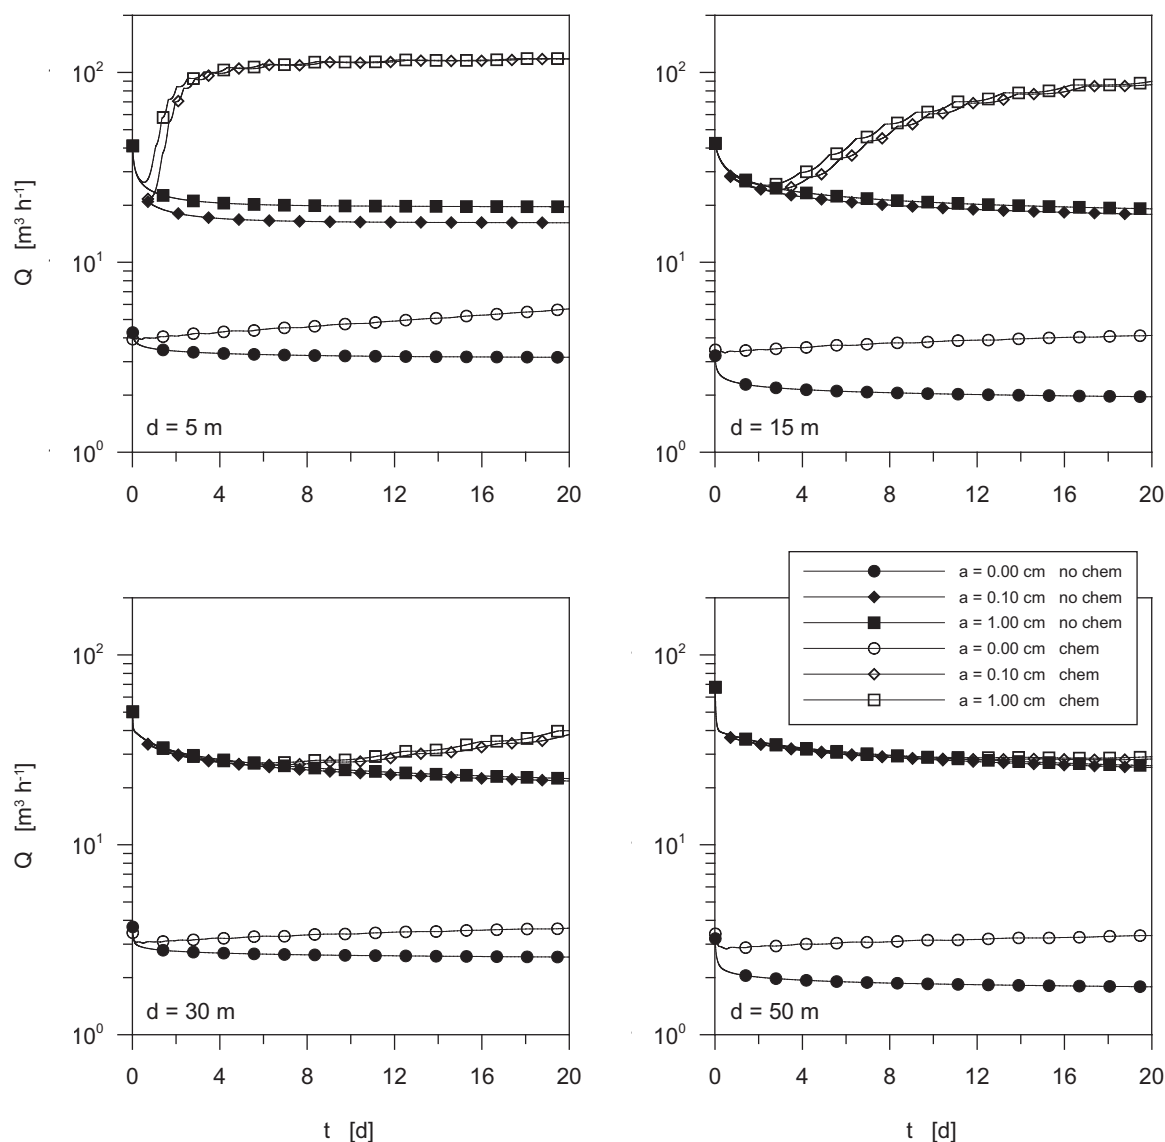 10²
10²
Q [m³ h⁻¹]
10¹
10¹
d = 5 m
d = 15 m
10⁰
10⁰
0 4 8 12 16 20
0 4 8 12 16 20
a = 0.00 cm no chem
a = 0.10 cm no chem
a = 1.00 cm no chem
a = 0.00 cm chem
a = 0.10 cm chem
a = 1.00 cm chem
10²
10²
Q [m³ h⁻¹]
10¹
10¹
d = 30 m
d = 50 m
10⁰
10⁰
0 4 8 12 16 20
0 4 8 12 16 20
t [d]
t [d]